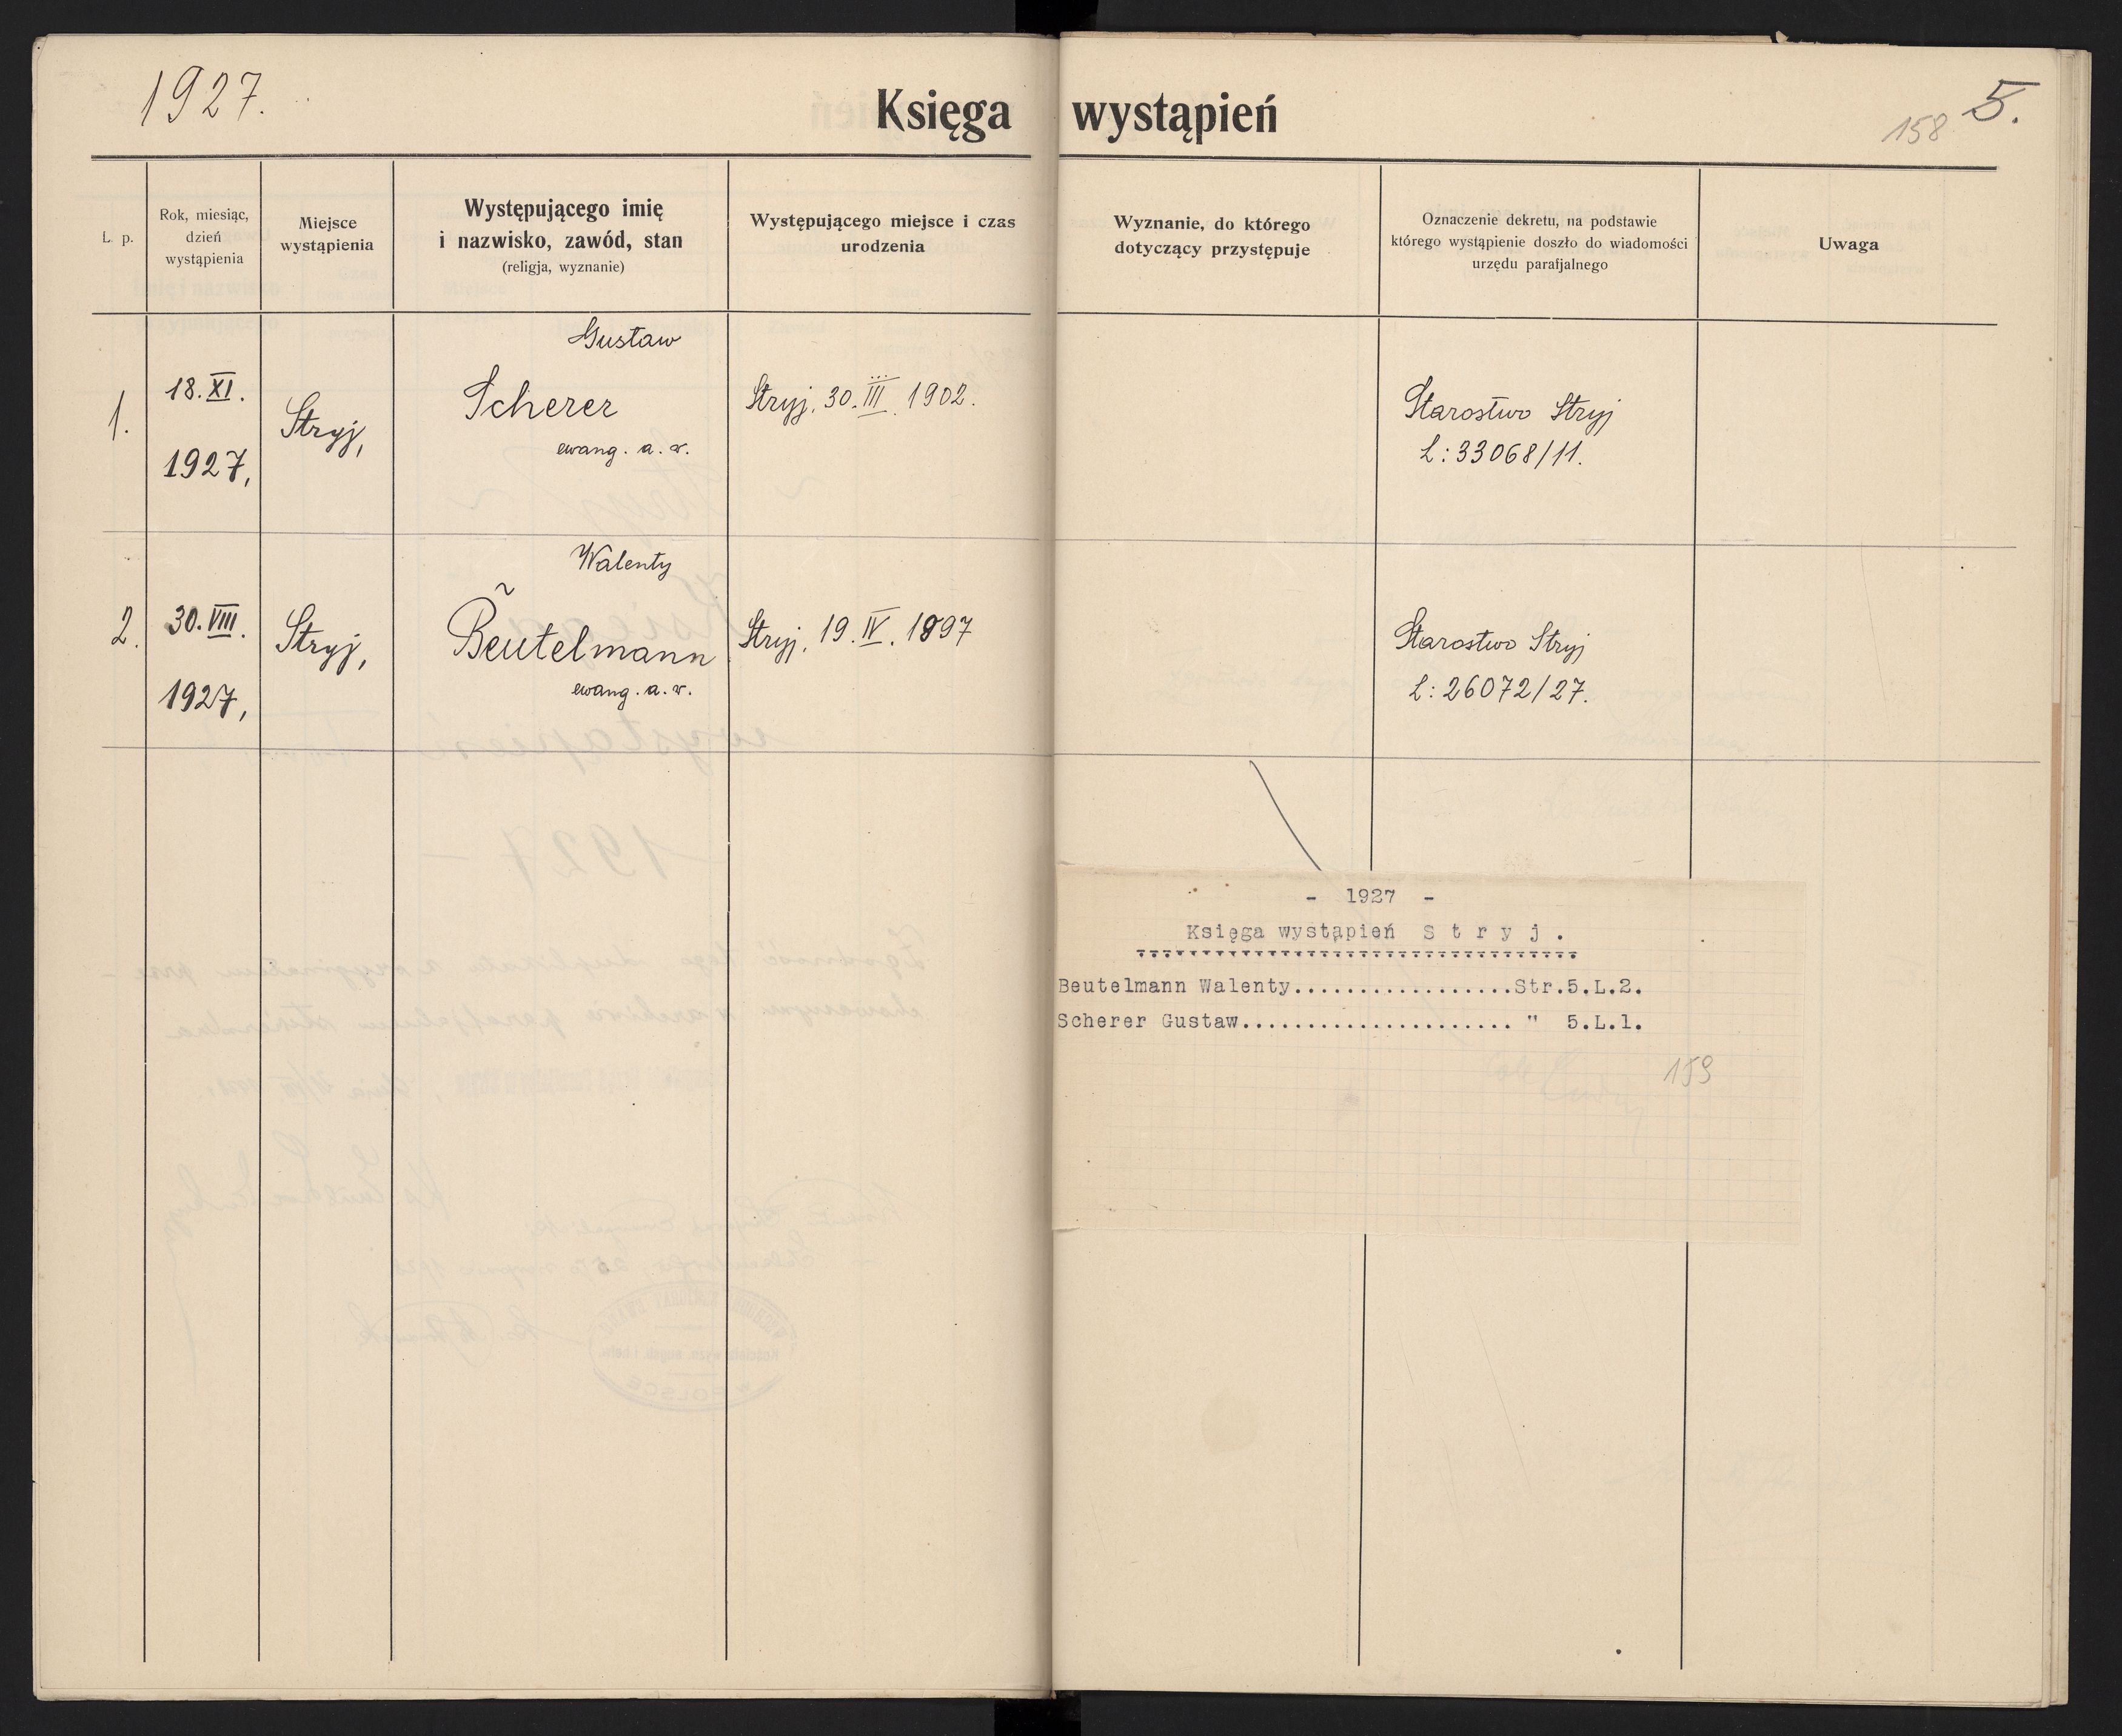 1927.
Księga wystąpień
158 5.
L. p.
Rok, miesiąc,
dzień
wystąpienia
Miejsce
wystąpienia
Występującego imię
i nazwisko, zawód, stan
(religja, wyznanie)
Występującego miejsce i czas
urodzenia
Wyznanie, do którego
dotyczący przystępuje
Oznaczenie dekretu, na podstawie
którego wystąpienie doszło do wiadomości
urzędu parafjalnego
Uwaga
1.
18. XI.
1927,
Stryj,
Gustaw
Scherer
ewang. a. w.
Stryj, 30. III. 1902.
Starostwo Stryj
L: 33068/11.
2.
30. VIII.
1927,
Stryj,
Walenty
Beutelmann
ewang. a. w.
Stryj, 19. IV. 1897
Starostwo Stryj
L: 26072/27.
- 1927 -
Księga wystąpień S t r y j .
Beutelmann Walenty..................Str.5.L.2.
Scherer Gustaw...................... " 5.L.1.
159